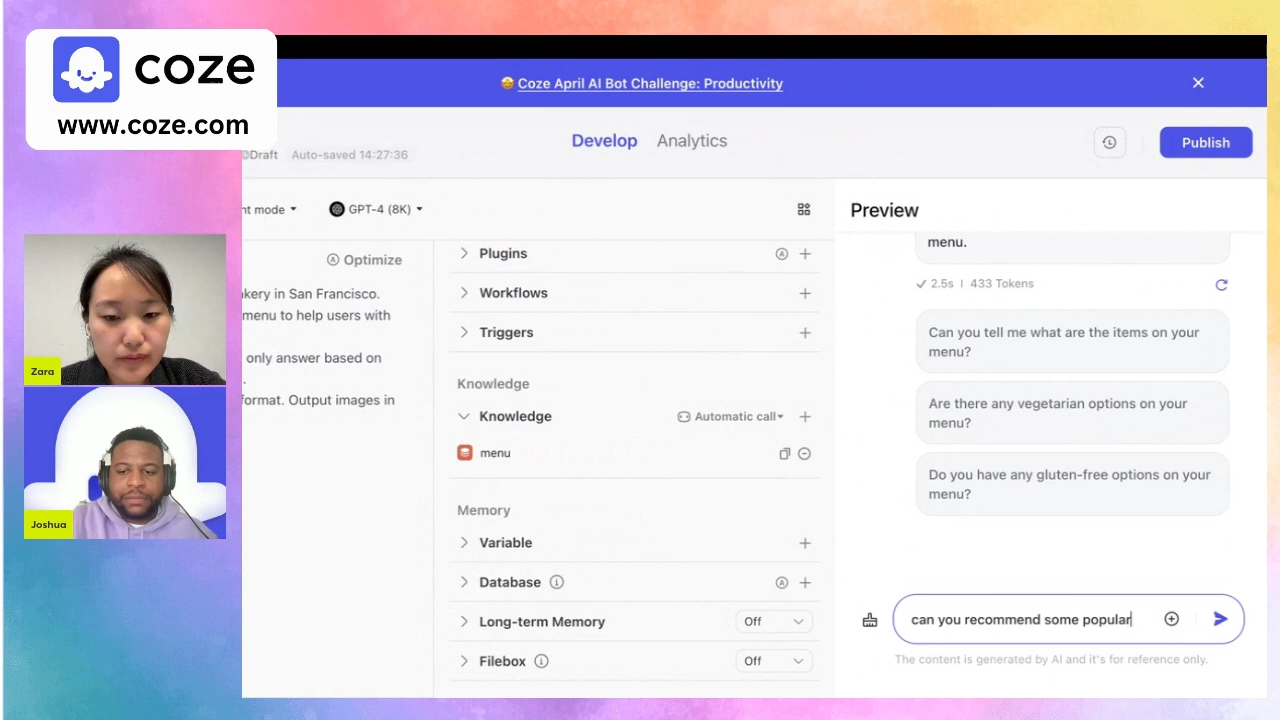 coze
www.coze.com
🤩 Coze April AI Bot Challenge: Productivity
Draft Auto-saved 14:27:36
Develop Analytics
Publish
nt mode
GPT-4 (8K)
Preview
Optimize
kery in San Francisco.
menu to help users with
only answer based on
.
format. Output images in
Plugins
Workflows
Triggers
Knowledge
Knowledge Automatic call
menu
Memory
Variable
Database
Long-term Memory Off
Filebox Off
menu.
2.5s | 433 Tokens
Can you tell me what are the items on your
menu?
Are there any vegetarian options on your
menu?
Do you have any gluten-free options on your
menu?
can you recommend some popular
The content is generated by AI and it's for reference only.
Zara
Joshua